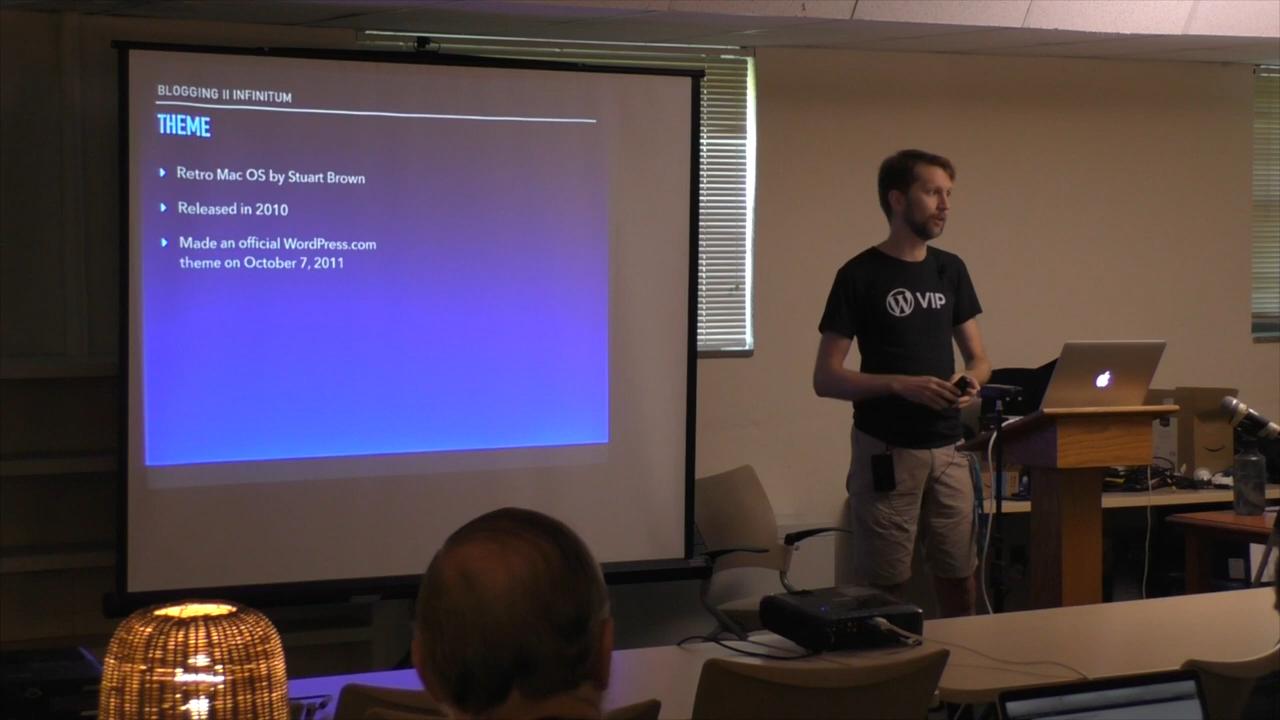 BLOGGING II INFINITUM
THEME
Retro Mac OS by Stuart Brown
Released in 2010
Made an official WordPress.com
theme on October 7, 2011
VIP